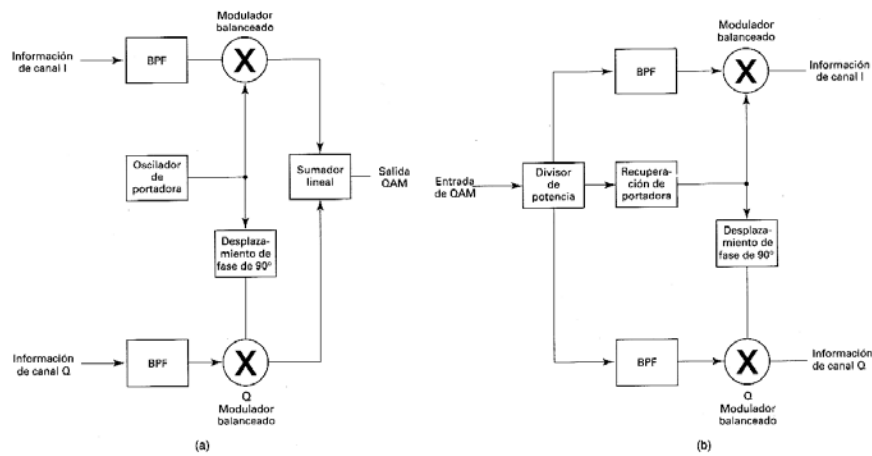 Modulador
balanceado
Información
de canal I
BPF
X
Oscilador
de
portadora
Sumador
lineal
Salida
QAM
Desplaza-
miento de
fase de 90°
Información
de canal Q
BPF
X
Q
Modulador
balanceado
(a)
Modulador
balanceado
BPF
X
Información
de canal I
Entrada
de QAM
Divisor
de
potencia
Recupera-
ción de
portadora
Desplaza-
miento de
fase de 90°
BPF
X
Información
de canal Q
Q
Modulador
balanceado
(b)